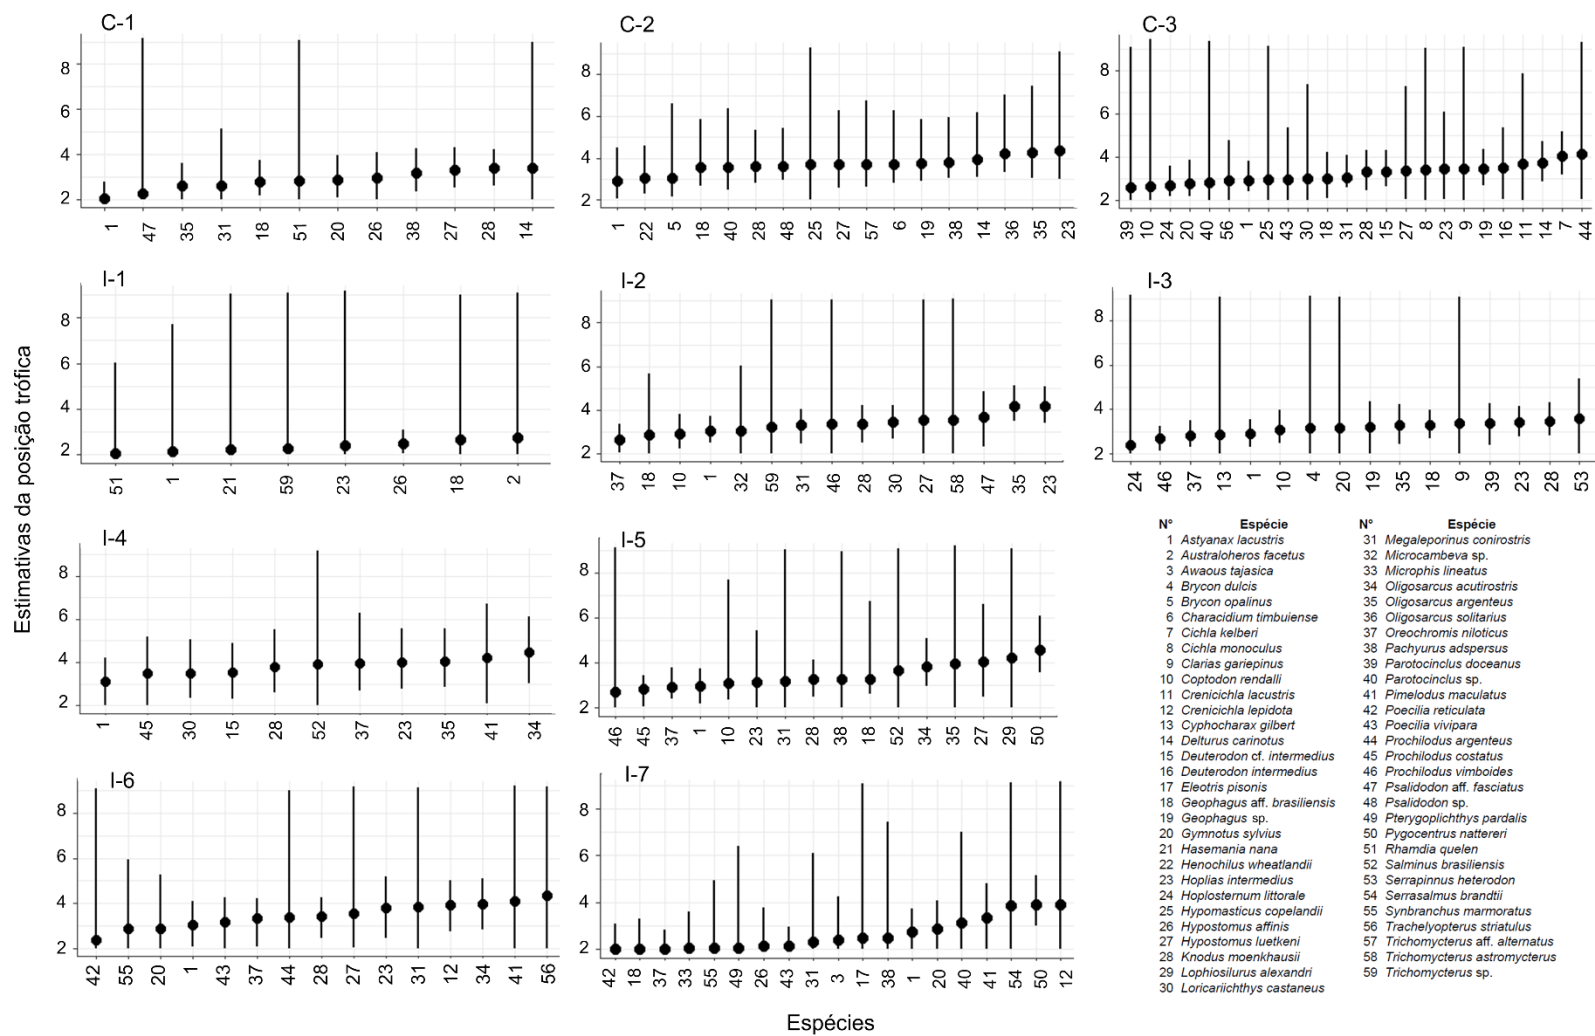 C-1
8
6
4
2
1 47 35 31 18 51 20 26 38 27 28 14
C-2
8
6
4
2
1 22 5 18 40 28 48 25 27 57 6 19 38 14 36 35 23
C-3
8
6
4
2
39 10 24 20 40 56 1 25 43 30 18 31 28 15 27 8 23 9 19 16 11 14 7 44
Estimativas da posição trófica
I-1
8
6
4
2
51 1 21 59 23 26 18 2
I-2
8
6
4
2
37 18 10 1 32 59 31 46 28 30 27 58 47 35 23
I-3
8
6
4
2
24 46 37 13 1 10 4 20 19 35 18 9 39 23 28 53
I-4
8
6
4
2
1 45 30 15 28 52 37 23 35 41 34
I-5
8
6
4
2
46 45 37 1 10 23 31 28 38 18 52 34 35 27 29 50
I-6
8
6
4
2
42 55 20 1 43 37 44 28 27 23 31 12 34 41 56
I-7
8
6
4
2
42 18 37 33 55 49 26 43 31 3 17 38 1 20 40 41 54 50 12
Espécies
Nº Espécie
1 Astyanax lacustris
2 Australoheros facetus
3 Awaous tajasica
4 Brycon dulcis
5 Brycon opalinus
6 Characidium timbuiense
7 Cichla kelberi
8 Cichla monoculus
9 Clarias gariepinus
10 Coptodon rendalli
11 Crenicichla lacustris
12 Crenicichla lepidota
13 Cyphocharax gilbert
14 Delturus carinotus
15 Deuterodon cf. intermedius
16 Deuterodon intermedius
17 Eleotris pisonis
18 Geophagus aff. brasiliensis
19 Geophagus sp.
20 Gymnotus sylvius
21 Hasemania nana
22 Henochilus wheatlandii
23 Hoplias intermedius
24 Hoplosternum littorale
25 Hypomasticus copelandii
26 Hypostomus affinis
27 Hypostomus luetkeni
28 Knodus moenkhausii
29 Lophiosilurus alexandri
30 Loricariichthys castaneus
Nº Espécie
31 Megaleporinus conirostris
32 Microcambeva sp.
33 Microphis lineatus
34 Oligosarcus acutirostris
35 Oligosarcus argenteus
36 Oligosarcus solitarius
37 Oreochromis niloticus
38 Pachyurus adspersus
39 Parotocinclus doceanus
40 Parotocinclus sp.
41 Pimelodus maculatus
42 Poecilia reticulata
43 Poecilia vivipara
44 Prochilodus argenteus
45 Prochilodus costatus
46 Prochilodus vimboides
47 Psalidodon aff. fasciatus
48 Psalidodon sp.
49 Pterygoplichthys pardalis
50 Pygocentrus nattereri
51 Rhamdia quelen
52 Salminus brasiliensis
53 Serrapinnus heterodon
54 Serrasalmus brandtii
55 Synbranchus marmoratus
56 Trachelyopterus striatulus
57 Trichomycterus aff. alternatus
58 Trichomycterus astromycterus
59 Trichomycterus sp.